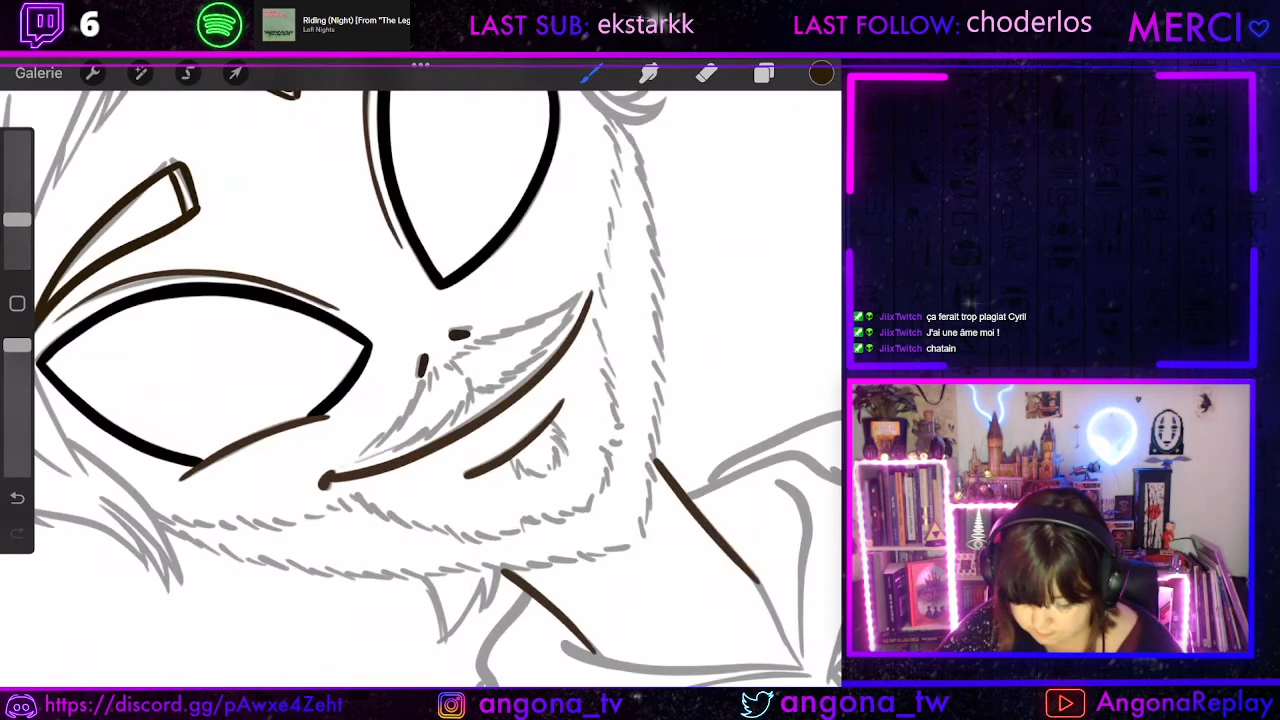 6
Riding (Night) [From "The Leg
Lofi Nights
LAST SUB: ekstarkk
LAST FOLLOW: choderlos
MERCI
Galerie
JiixTwitch ça ferait trop plagiat Cyril
JiixTwitch J'ai une âme moi !
JiixTwitch chatain
https://discord.gg/pAwxe4Zeht
angona_tv
angona_tw
AngonaReplay